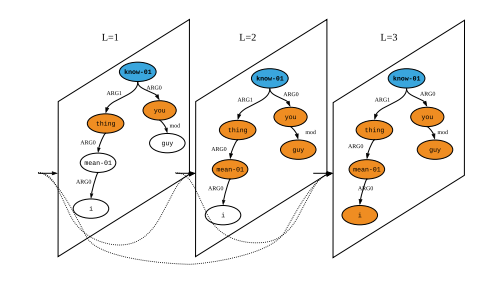 L=1
know-01
ARG1
ARG0
you
thing
mod
ARG0
guy
mean-01
ARG0
i
L=2
know-01
ARG1
ARG0
you
thing
mod
ARG0
guy
mean-01
ARG0
i
L=3
know-01
ARG1
ARG0
you
thing
mod
ARG0
guy
mean-01
ARG0
i